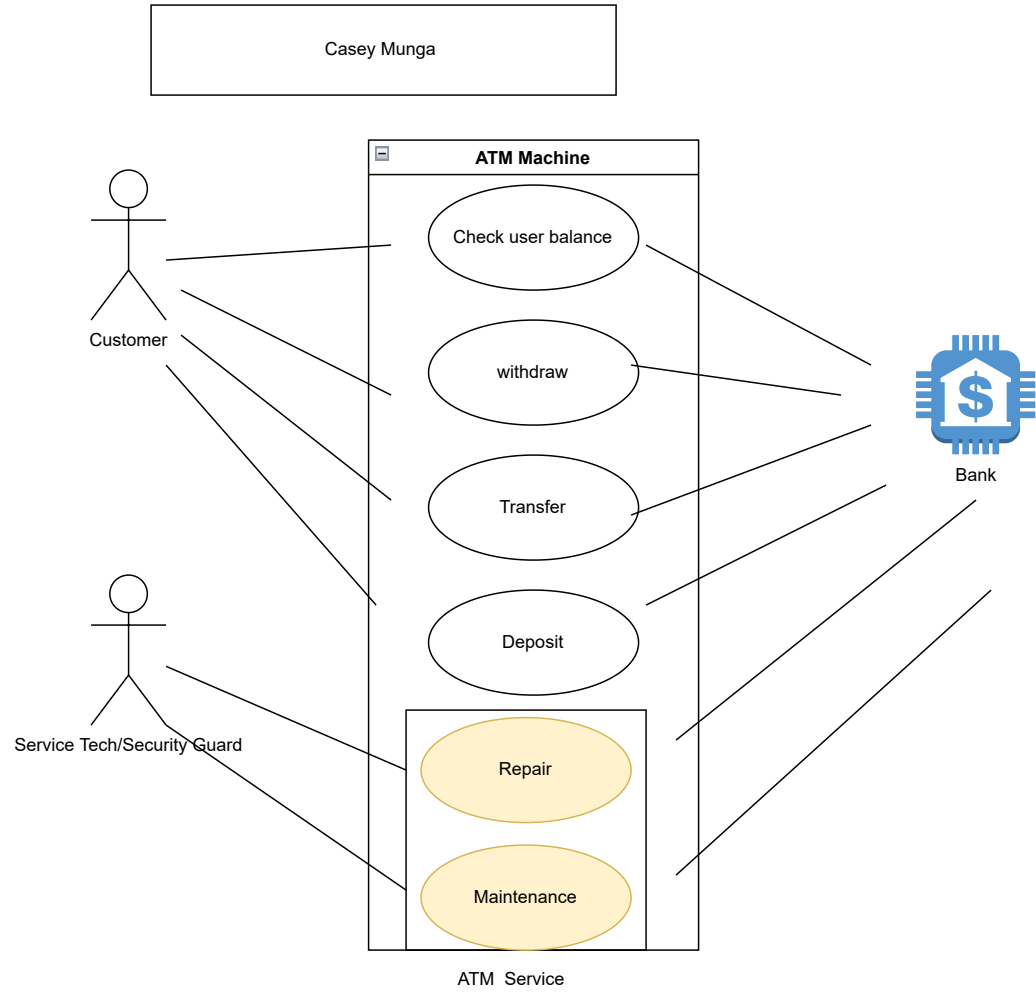 Casey Munga
ATM Machine
Check user balance
Customer
withdraw
$
Bank
Transfer
Deposit
Service Tech/Security Guard
Repair
Maintenance
ATM  Service